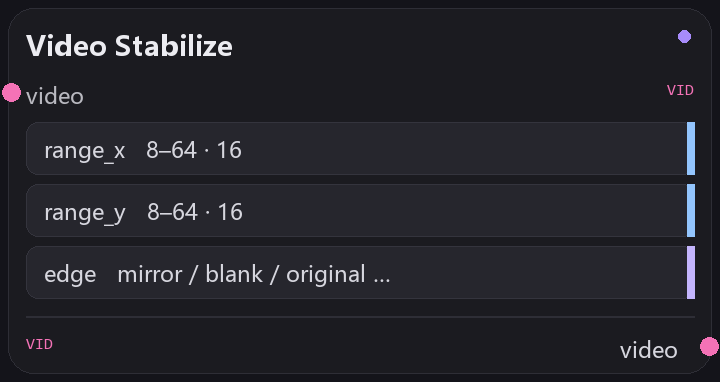 Video Stabilize
video VID
range_x 8–64 · 16
range_y 8–64 · 16
edge mirror / blank / original ...
VID video